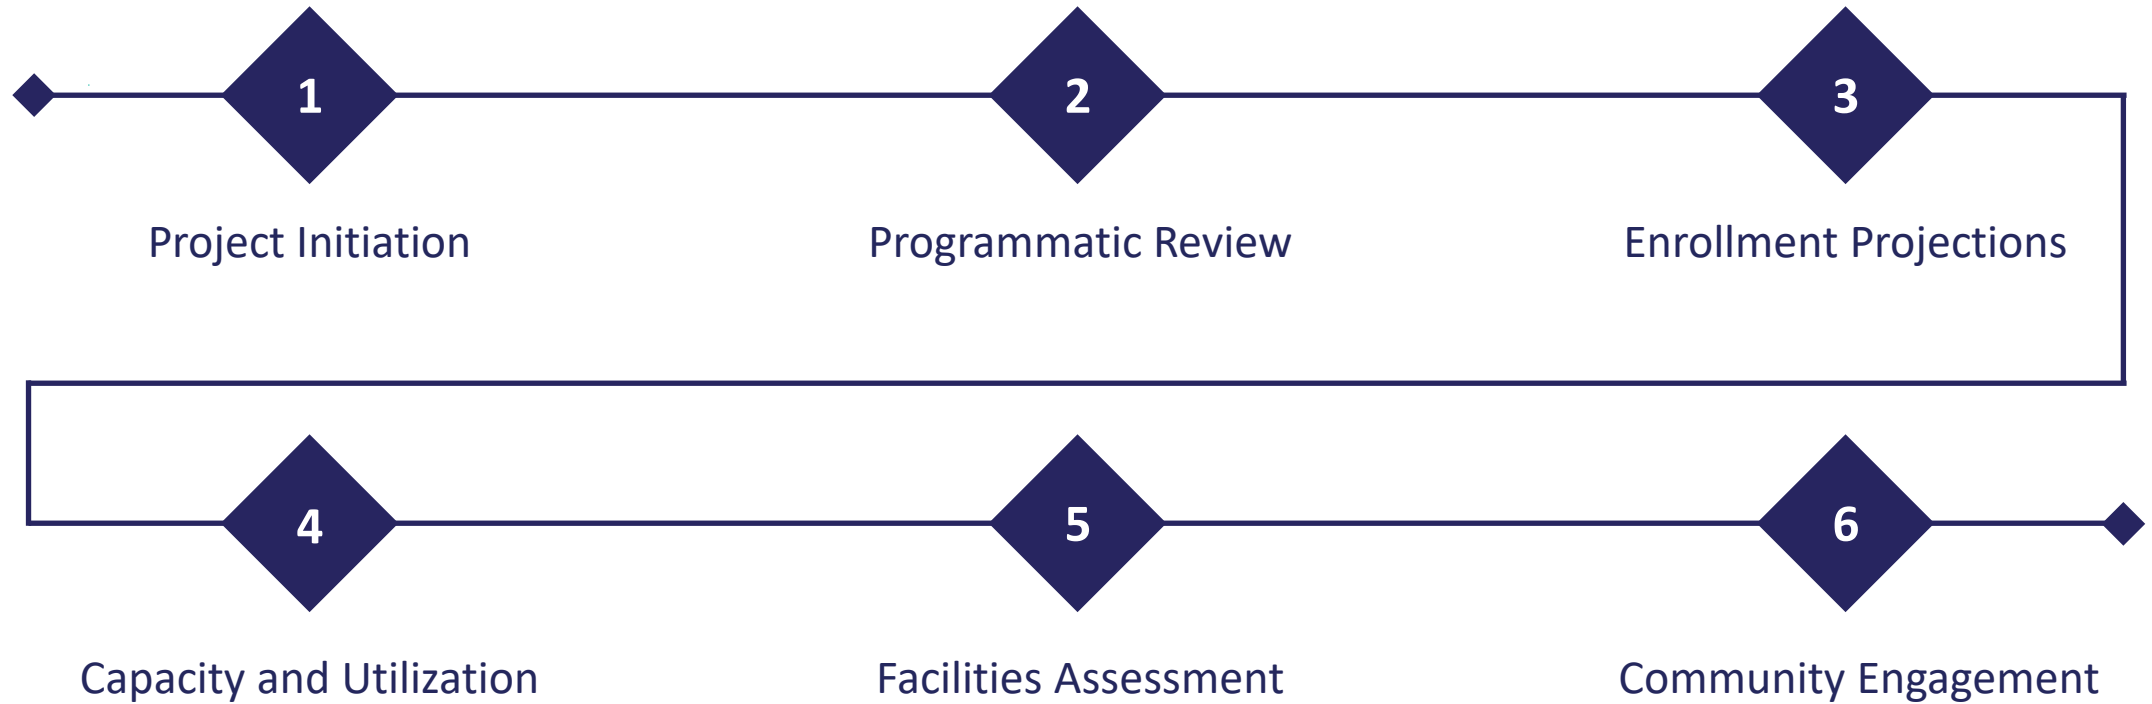 1
2
3
Project Initiation
Programmatic Review
Enrollment Projections
4
5
6
Capacity and Utilization
Facilities Assessment
Community Engagement